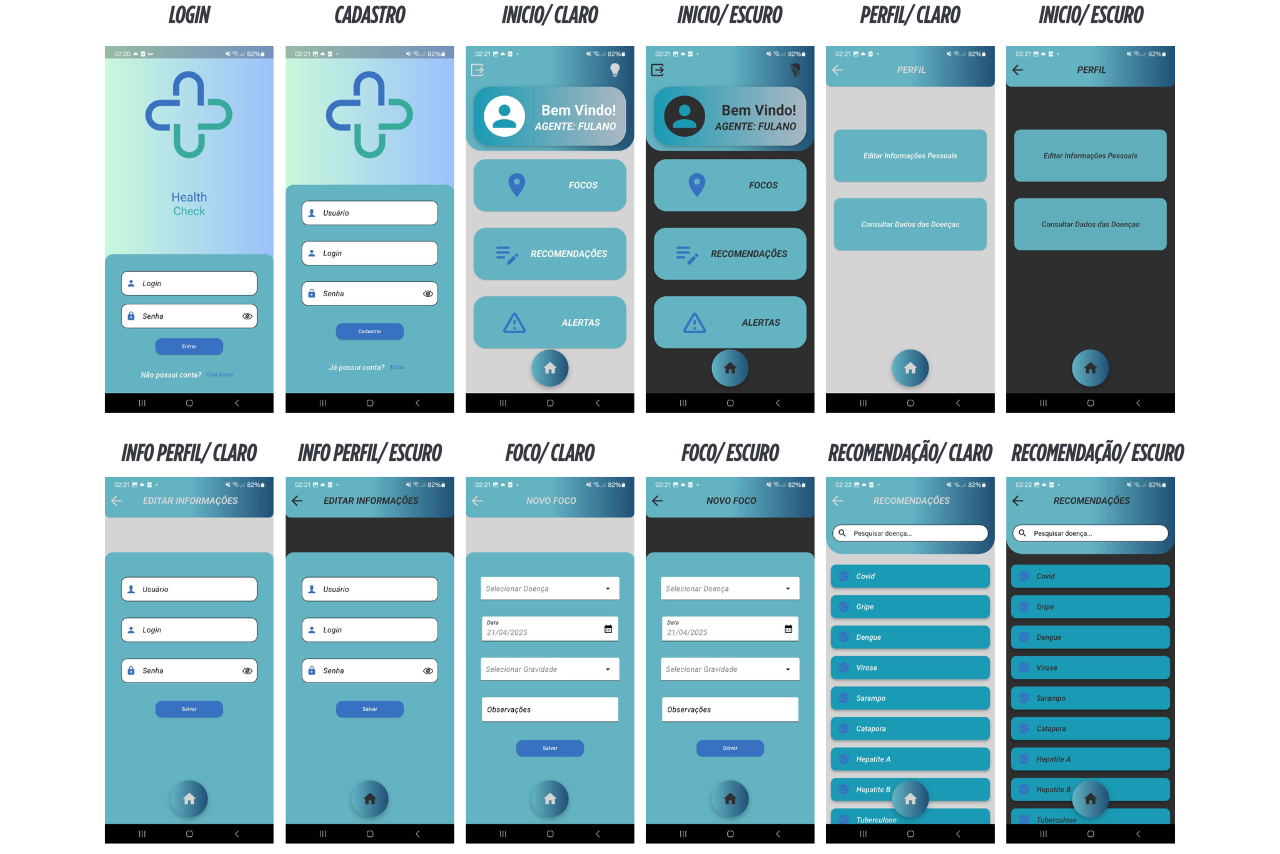 LOGIN
CADASTRO
INICIO/ CLARO
INICIO/ ESCURO
PERFIL/ CLARO
INICIO/ ESCURO
02:20 82%
Health
Check
Login
Senha
Entrar
Não possui conta?
02:21 82%
Usuário
Login
Senha
Cadastrar
Já possui conta? Entrar
02:21 82%
Bem Vindo!
AGENTE: FULANO
FOCOS
RECOMENDAÇÕES
ALERTAS
02:21 82%
Bem Vindo!
AGENTE: FULANO
FOCOS
RECOMENDAÇÕES
ALERTAS
02:21 82%
PERFIL
Editar Informações Pessoais
Consultar Dados das Doenças
02:21 82%
PERFIL
Editar Informações Pessoais
Consultar Dados das Doenças
INFO PERFIL/ CLARO
INFO PERFIL/ ESCURO
FOCO/ CLARO
FOCO/ ESCURO
RECOMENDAÇÃO/ CLARO
RECOMENDAÇÃO/ ESCURO
02:21 82%
EDITAR INFORMAÇÕES
Usuário
Login
Senha
Salvar
02:21 82%
EDITAR INFORMAÇÕES
Usuário
Login
Senha
Salvar
02:21 82%
NOVO FOCO
Selecionar Doença
Data
21/04/2025
Selecionar Gravidade
Observações
Salvar
02:21 82%
NOVO FOCO
Selecionar Doença
Data
21/04/2025
Selecionar Gravidade
Observações
Salvar
02:22 82%
RECOMENDAÇÕES
Pesquisar doença...
Covid
Gripe
Dengue
Virose
Sarampo
Catapora
Hepatite A
Hepatite B
Tuberculose
02:22 82%
RECOMENDAÇÕES
Pesquisar doença...
Covid
Gripe
Dengue
Virose
Sarampo
Catapora
Hepatite A
Hepatite B
Tuberculose